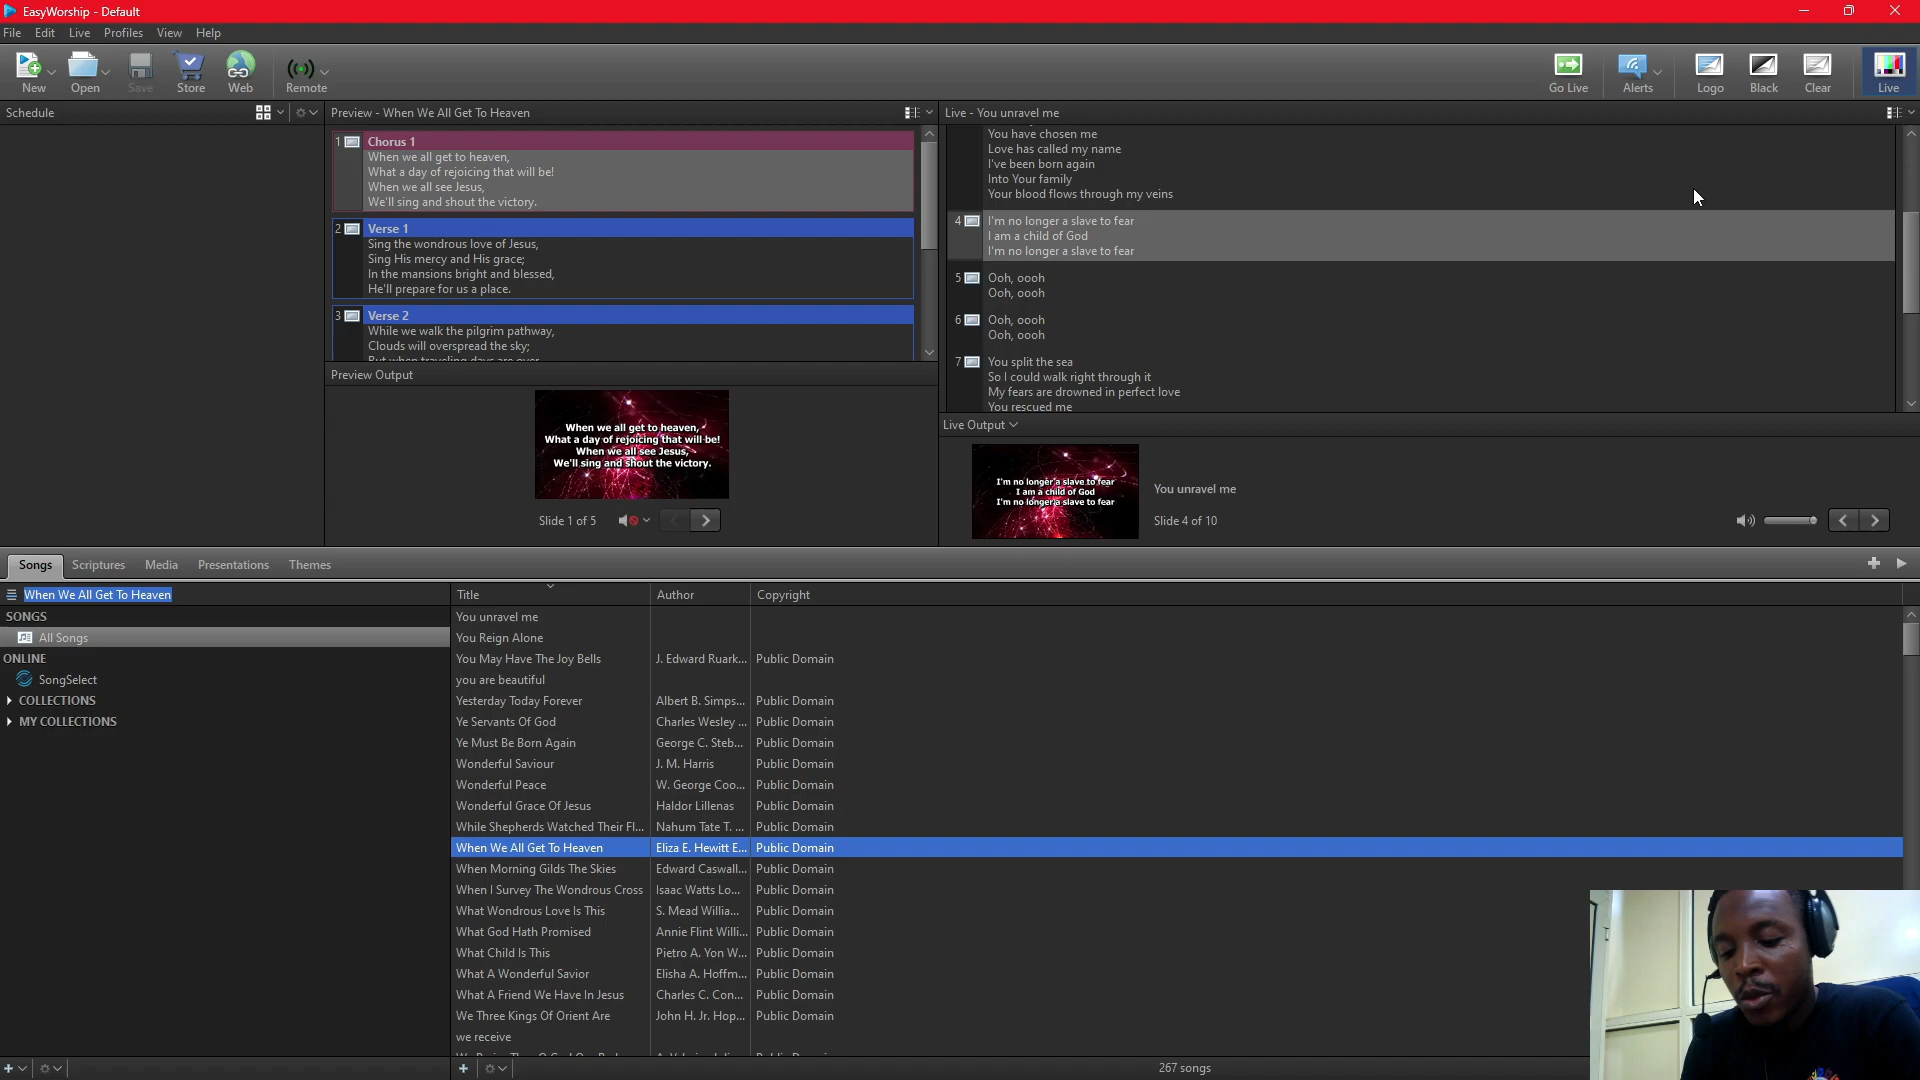 EasyWorship - Default
File Edit Live Profiles View Help
New Open Save Store Web Remote Go Live Alerts Logo Black Clear Live
Schedule
Preview - When We All Get To Heaven
1 Chorus 1
When we all get to heaven,
What a day of rejoicing that will be!
When we all see Jesus,
We'll sing and shout the victory.
2 Verse 1
Sing the wondrous love of Jesus,
Sing His mercy and His grace;
In the mansions bright and blessed,
He'll prepare for us a place.
3 Verse 2
While we walk the pilgrim pathway,
Clouds will overspread the sky;
But when traveling days are over
Preview Output
When we all get to heaven,
What a day of rejoicing that will be!
When we all see Jesus,
We'll sing and shout the victory.
Slide 1 of 5
Live - You unravel me
You have chosen me
Love has called my name
I've been born again
Into Your family
Your blood flows through my veins
4 I'm no longer a slave to fear
I am a child of God
I'm no longer a slave to fear
5 Ooh, oooh
Ooh, oooh
6 Ooh, oooh
Ooh, oooh
7 You split the sea
So I could walk right through it
My fears are drowned in perfect love
You rescued me
Live Output
I'm no longer a slave to fear
I am a child of God
I'm no longer a slave to fear
You unravel me
Slide 4 of 10
Songs Scriptures Media Presentations Themes
When We All Get To Heaven
SONGS
All Songs
ONLINE
SongSelect
COLLECTIONS
MY COLLECTIONS
Title Author Copyright
You unravel me
You Reign Alone
You May Have The Joy Bells J. Edward Ruark... Public Domain
you are beautiful
Yesterday Today Forever Albert B. Simps... Public Domain
Ye Servants Of God Charles Wesley ... Public Domain
Ye Must Be Born Again George C. Steb... Public Domain
Wonderful Saviour J. M. Harris Public Domain
Wonderful Peace W. George Coo... Public Domain
Wonderful Grace Of Jesus Haldor Lillenas Public Domain
While Shepherds Watched Their Fl... Nahum Tate T. ... Public Domain
When We All Get To Heaven Eliza E. Hewitt E... Public Domain
When Morning Gilds The Skies Edward Caswall... Public Domain
When I Survey The Wondrous Cross Isaac Watts Lo... Public Domain
What Wondrous Love Is This S. Mead Willia... Public Domain
What God Hath Promised Annie Flint Willi... Public Domain
What Child Is This Pietro A. Yon W... Public Domain
What A Wonderful Savior Elisha A. Hoffm... Public Domain
What A Friend We Have In Jesus Charles C. Con... Public Domain
We Three Kings Of Orient Are John H. Jr. Hop... Public Domain
we receive
267 songs